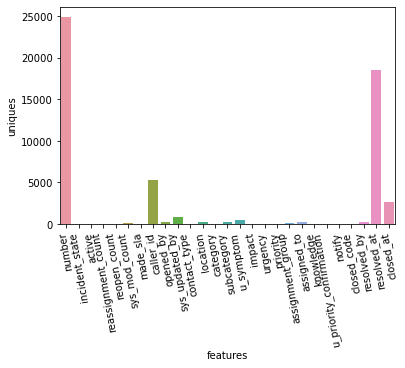 25000
20000
15000
10000
5000
0
uniques
number
incident_state
active
reassignment_count
reopen_count
sys_mod_count
made_sla
caller_id
opened_by
sys_updated_by
contact_type
location
category
subcategory
u_symptom
impact
urgency
priority
assignment_group
assigned_to
knowledge
u_priority_confirmation
notify
closed_code
resolved_by
resolved_at
closed_at
features